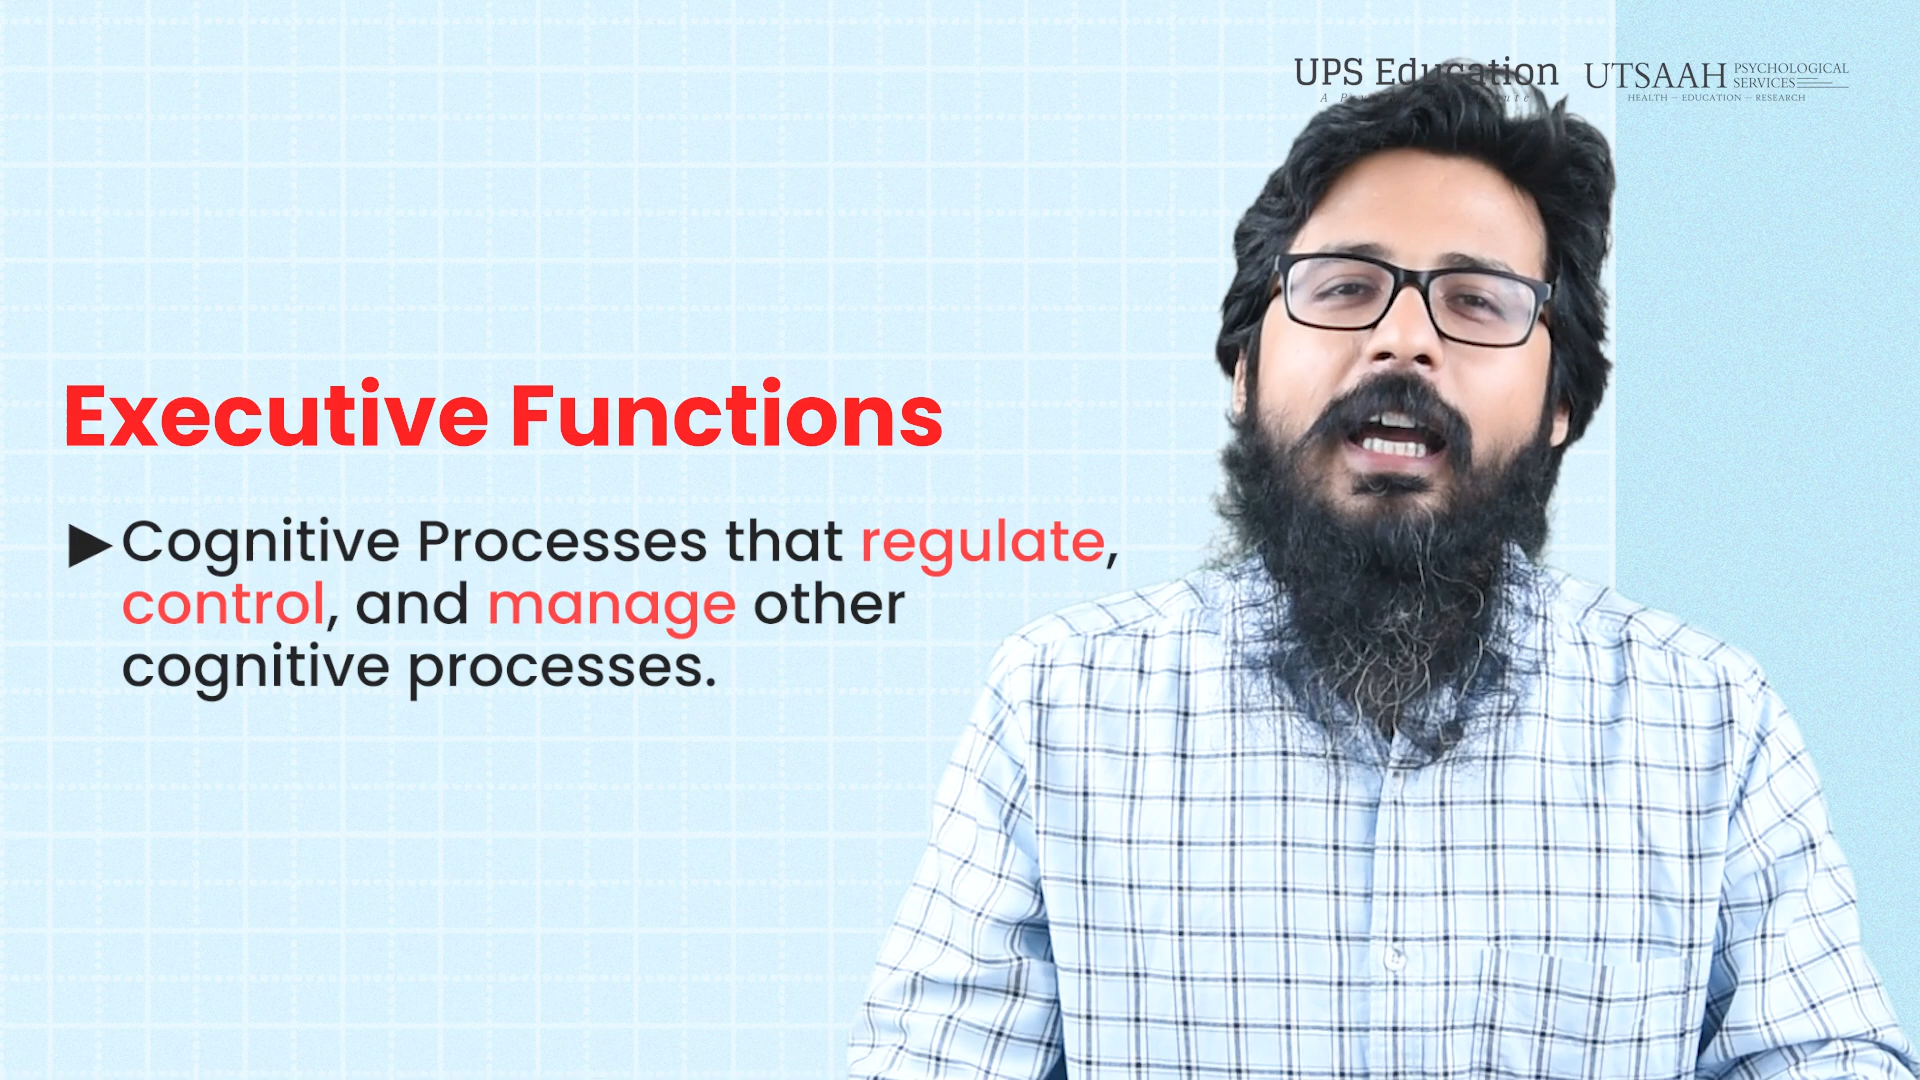 UPS Education
UTSAAH PSYCHOLOGICAL SERVICES
HEALTH – EDUCATION – RESEARCH
Executive Functions
▶Cognitive Processes that regulate,
control, and manage other
cognitive processes.